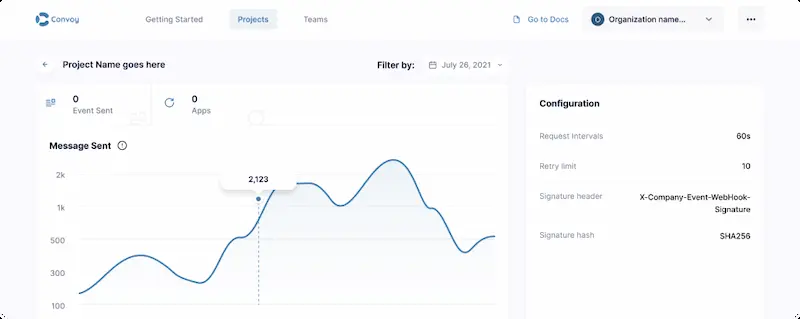 Convoy
Getting Started
Projects
Teams
Go to Docs
O
Organization name...
Project Name goes here
Filter by:
July 26, 2021
0
Event Sent
0
Apps
Message Sent
2k
1k
500
300
100
2,123
Configuration
Request Intervals
60s
Retry limit
10
Signature header
X-Company-Event-WebHook-
Signature
Signature hash
SHA256